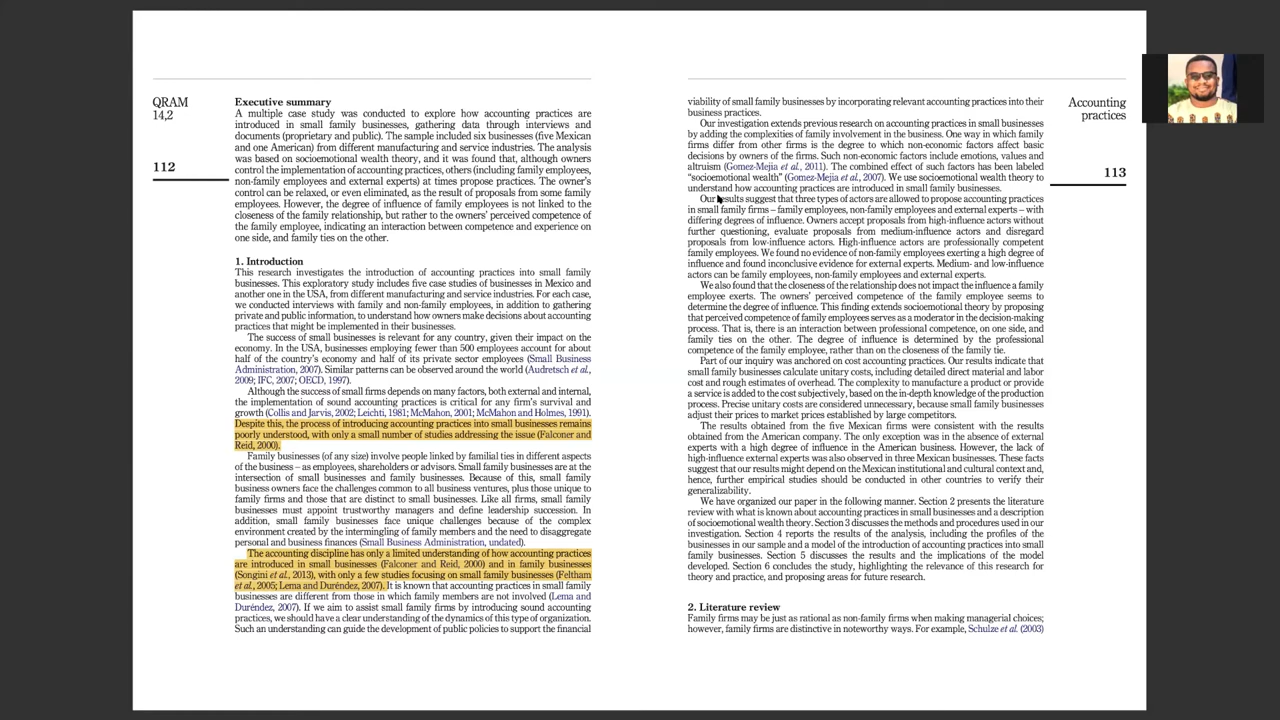 QRAM
14,2
112
Executive summary
A multiple case study was conducted to explore how accounting practices are
introduced in small family businesses, gathering data through interviews and
documents (proprietary and public). The sample included six businesses (five Mexican
and one American) from different manufacturing and service industries. The analysis
was based on socioemotional wealth theory, and it was found that, although owners
control the implementation of accounting practices, others (including family employees,
non-family employees and external experts) at times propose practices. The owner's
control can be relaxed, or even eliminated, as the result of proposals from some family
employees. However, the degree of influence of family employees is not linked to the
closeness of the family relationship, but rather to the owners' perceived competence of
the family employee, indicating an interaction between competence and experience on
one side, and family ties on the other.
1. Introduction
This research investigates the introduction of accounting practices into small family
businesses. This exploratory study includes five case studies of businesses in Mexico and
another one in the USA, from different manufacturing and service industries. For each case,
we conducted interviews with family and non-family employees, in addition to gathering
private and public information, to understand how owners make decisions about accounting
practices that might be implemented in their businesses.
The success of small businesses is relevant for any country, given their impact on the
economy. In the USA, businesses employing fewer than 500 employees account for about
half of the country's economy and half of its private sector employees (Small Business
Administration, 2007). Similar patterns can be observed around the world (Audretsch et al.,
2009; IFC, 2007; OECD, 1997).
Although the success of small firms depends on many factors, both external and internal,
the implementation of sound accounting practices is critical for any firm's survival and
growth (Collis and Jarvis, 2002; Leichti, 1981; McMahon, 2001; McMahon and Holmes, 1991).
Despite this, the process of introducing accounting practices into small businesses remains
poorly understood, with only a small number of studies addressing the issue (Falconer and
Reid, 2000).
Family businesses (of any size) involve people linked by familial ties in different aspects
of the business – as employees, shareholders or advisors. Small family businesses are at the
intersection of small businesses and family businesses. Because of this, small family
business owners face the challenges common to all business ventures, plus those unique to
family firms and those that are distinct to small businesses. Like all firms, small family
businesses must appoint trustworthy managers and define leadership succession. In
addition, small family businesses face unique challenges because of the complex
environment created by the intermingling of family members and the need to disaggregate
personal and business finances (Small Business Administration, undated).
The accounting discipline has only a limited understanding of how accounting practices
are introduced in small businesses (Falconer and Reid, 2000) and in family businesses
(Songini et al., 2013), with only a few studies focusing on small family businesses (Feltham
et al., 2005; Lema and Duréndez, 2007). It is known that accounting practices in small family
businesses are different from those in which family members are not involved (Lema and
Duréndez, 2007). If we aim to assist small family firms by introducing sound accounting
practices, we should have a clear understanding of the dynamics of this type of organization.
Such an understanding can guide the development of public policies to support the financial
viability of small family businesses by incorporating relevant accounting practices into their
business practices.
Our investigation extends previous research on accounting practices in small businesses
by adding the complexities of family involvement in the business. One way in which family
firms differ from other firms is the degree to which non-economic factors affect basic
decisions by owners of the firms. Such non-economic factors include emotions, values and
altruism (Gomez-Mejia et al., 2011). The combined effect of such factors has been labeled
“socioemotional wealth” (Gomez-Mejia et al., 2007). We use socioemotional wealth theory to
understand how accounting practices are introduced in small family businesses.
Our results suggest that three types of actors are allowed to propose accounting practices
in small family firms – family employees, non-family employees and external experts – with
differing degrees of influence. Owners accept proposals from high-influence actors without
further questioning, evaluate proposals from medium-influence actors and disregard
proposals from low-influence actors. High-influence actors are professionally competent
family employees. We found no evidence of non-family employees exerting a high degree of
influence and found inconclusive evidence for external experts. Medium- and low-influence
actors can be family employees, non-family employees and external experts.
We also found that the closeness of the relationship does not impact the influence a family
employee exerts. The owners' perceived competence of the family employee seems to
determine the degree of influence. This finding extends socioemotional theory by proposing
that perceived competence of family employees serves as a moderator in the decision-making
process. That is, there is an interaction between professional competence, on one side, and
family ties on the other. The degree of influence is determined by the professional
competence of family employees, rather than on the closeness of the family tie.
Part of our inquiry was anchored on cost accounting practices. Our results indicate that
small family businesses calculate unitary costs, including detailed direct material and labor
cost and rough estimates of overhead. The complexity to manufacture a product or provide
a service is added to the cost subjectively, based on the in-depth knowledge of the production
process. Precise unitary costs are considered unnecessary, because small family businesses
adjust their prices to market prices established by large competitors.
The results obtained from the five Mexican firms were consistent with the results
obtained from the American company. The only exception was in the absence of external
experts with a high degree of influence in the American business. However, the lack of
high-influence external experts was also observed in three Mexican businesses. These facts
suggest that our results might depend on the Mexican institutional and cultural context and,
hence, further empirical studies should be conducted in other countries to verify their
generalizability.
We have organized our paper in the following manner. Section 2 presents the literature
review with what is known about accounting practices in small businesses and a description
of socioemotional wealth theory. Section 3 discusses the methods and procedures used in our
investigation. Section 4 reports the results of the analysis, including the profiles of the
businesses in our sample and a model of the introduction of accounting practices into small
family businesses. Section 5 discusses the results and the implications of the model
developed. Section 6 concludes the study, highlighting the relevance of this research for
theory and practice, and proposing areas for future research.
2. Literature review
Family firms may be just as rational as non-family firms when making managerial choices;
however, family firms are distinctive in noteworthy ways. For example, Schulze et al. (2003)
Accounting
practices
113